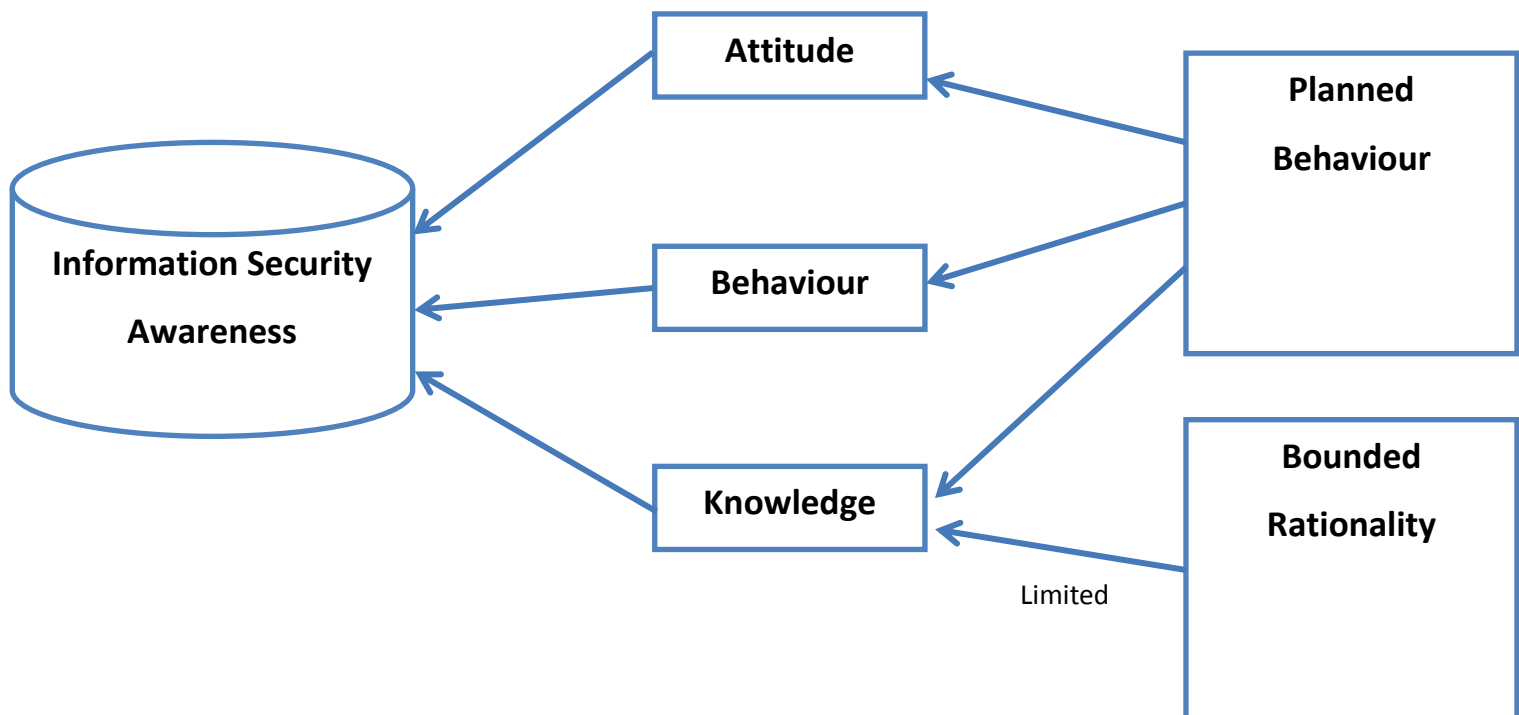 Attitude
Planned
Behaviour
Information Security
Awareness
Behaviour
Knowledge
Bounded
Rationality
Limited